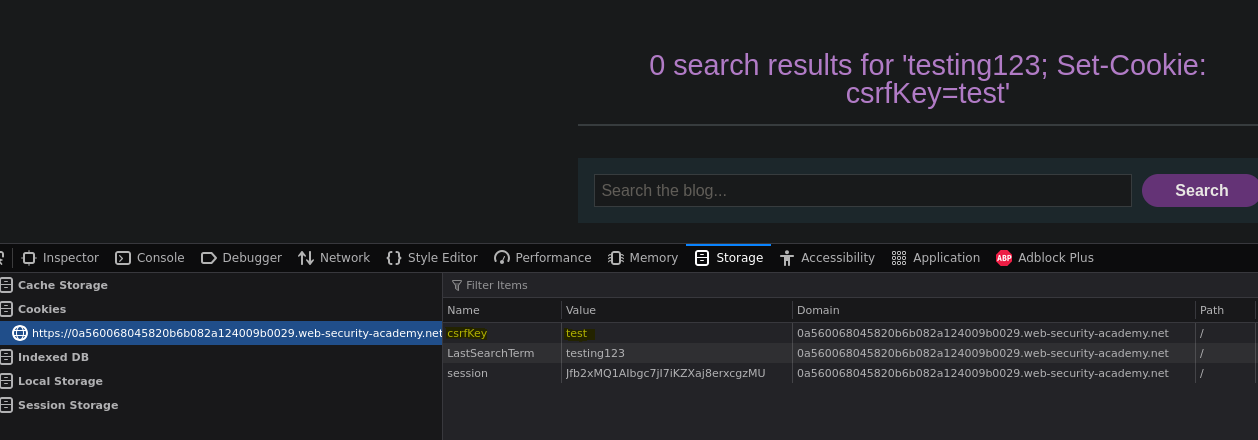 0 search results for 'testing123; Set-Cookie:
csrfKey=test'
Search the blog...
Search
Inspector Console Debugger Network Style Editor Performance Memory Storage Accessibility Application ABP Adblock Plus
Cache Storage
Cookies
https://0a560068045820b6b082a124009b0029.web-security-academy.net
Indexed DB
Local Storage
Session Storage
Filter Items
Name Value Domain Path
csrfKey test 0a560068045820b6b082a124009b0029.web-security-academy.net /
LastSearchTerm testing123 0a560068045820b6b082a124009b0029.web-security-academy.net /
session 0a560068045820b6b082a124009b0029.web-security-academy.net /